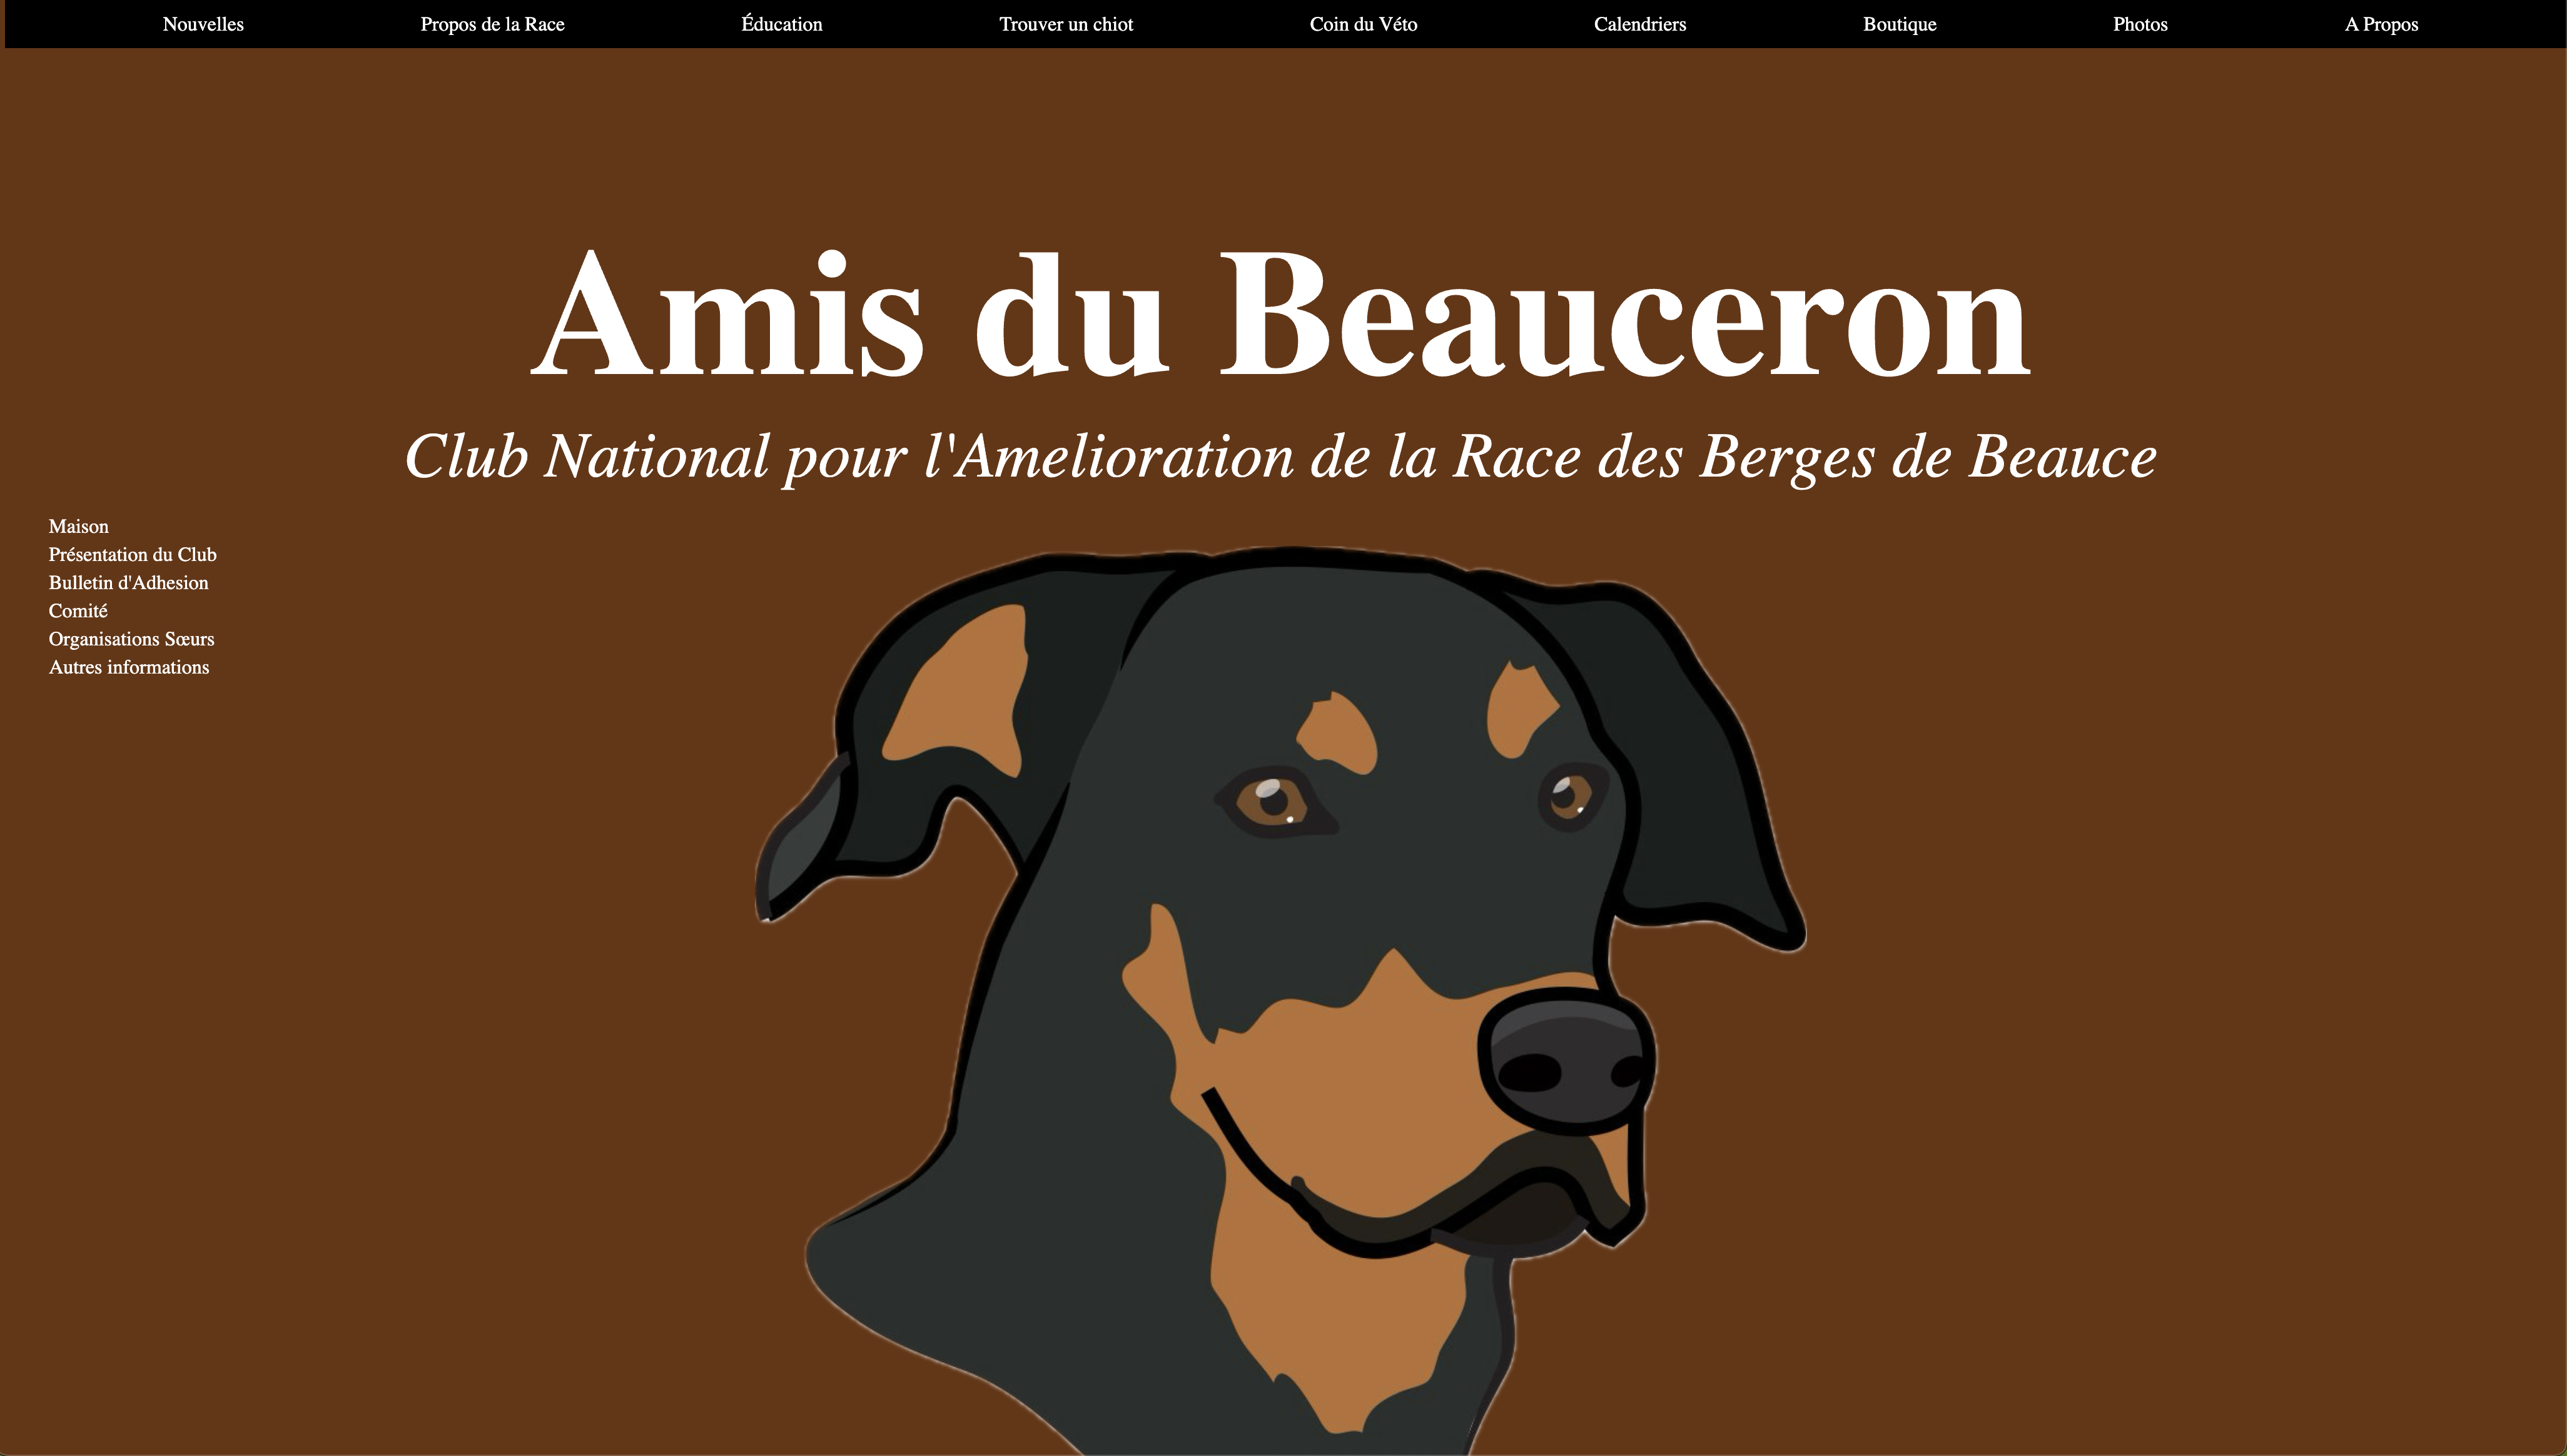 Nouvelles Propos de la Race Éducation Trouver un chiot Coin du Véto Calendriers Boutique Photos A Propos
Amis du Beauceron
Club National pour l'Amelioration de la Race des Berges de Beauce
Maison
Présentation du Club
Bulletin d'Adhesion
Comité
Organisations Sœurs
Autres informations